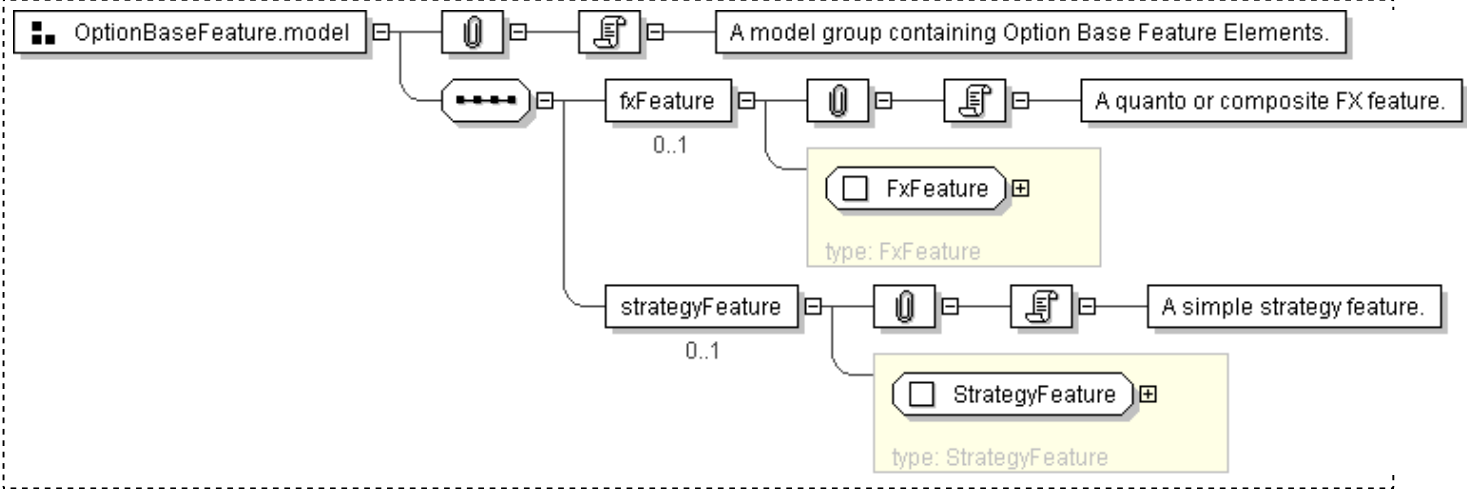 OptionBaseFeature.model
A model group containing Option Base Feature Elements.
fxFeature
A quanto or composite FX feature.
0..1
FxFeature
type: FxFeature
strategyFeature
A simple strategy feature.
0..1
StrategyFeature
type: StrategyFeature